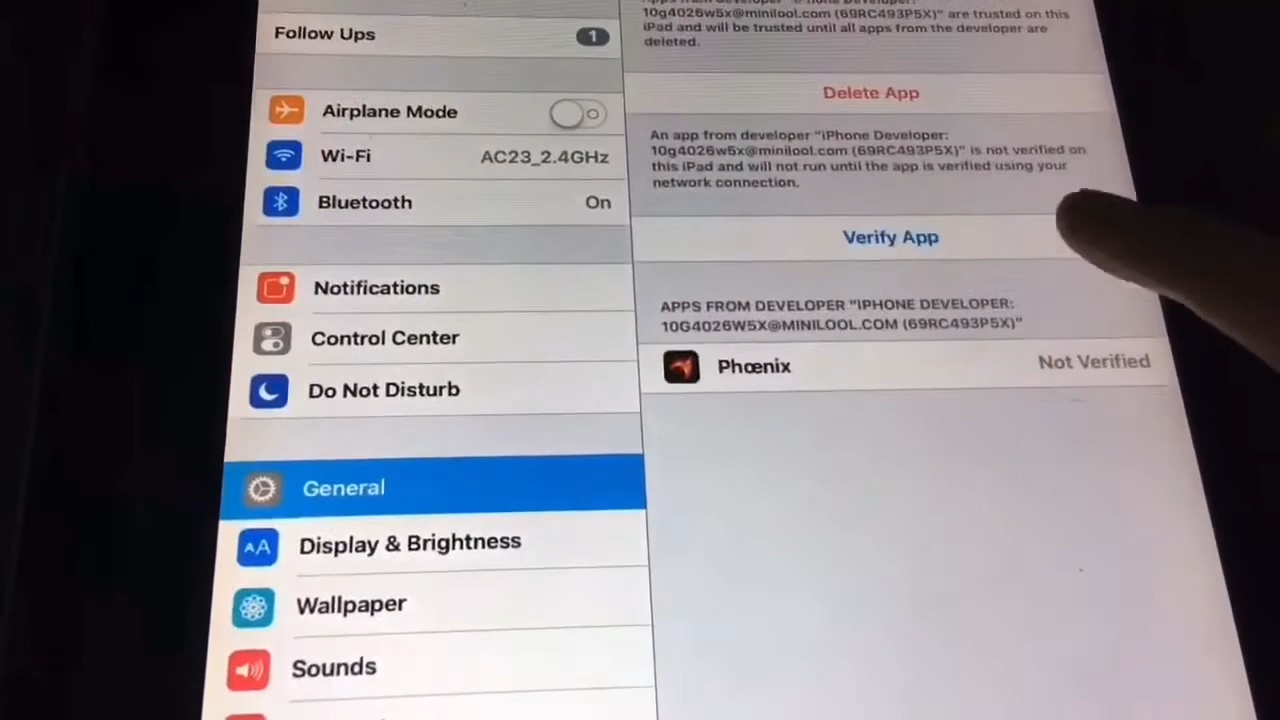 Follow Ups
1
Airplane Mode
Wi-Fi
AC23_2.4GHz
Bluetooth
On
Notifications
Control Center
Do Not Disturb
General
AA
Display & Brightness
Wallpaper
Sounds
10g4026w5x@minilool.com (69RC493P5X)" are trusted on this
iPad and will be trusted until all apps from the developer are
deleted.
Delete App
An app from developer "iPhone Developer:
10g4026w5x@minilool.com (69RC493P5X)" is not verified on
this iPad and will not run until the app is verified using your
network connection.
Verify App
APPS FROM DEVELOPER "IPHONE DEVELOPER:
10G4026W5X@MINILOOL.COM (69RC493P5X)"
Phœnix
Not Verified